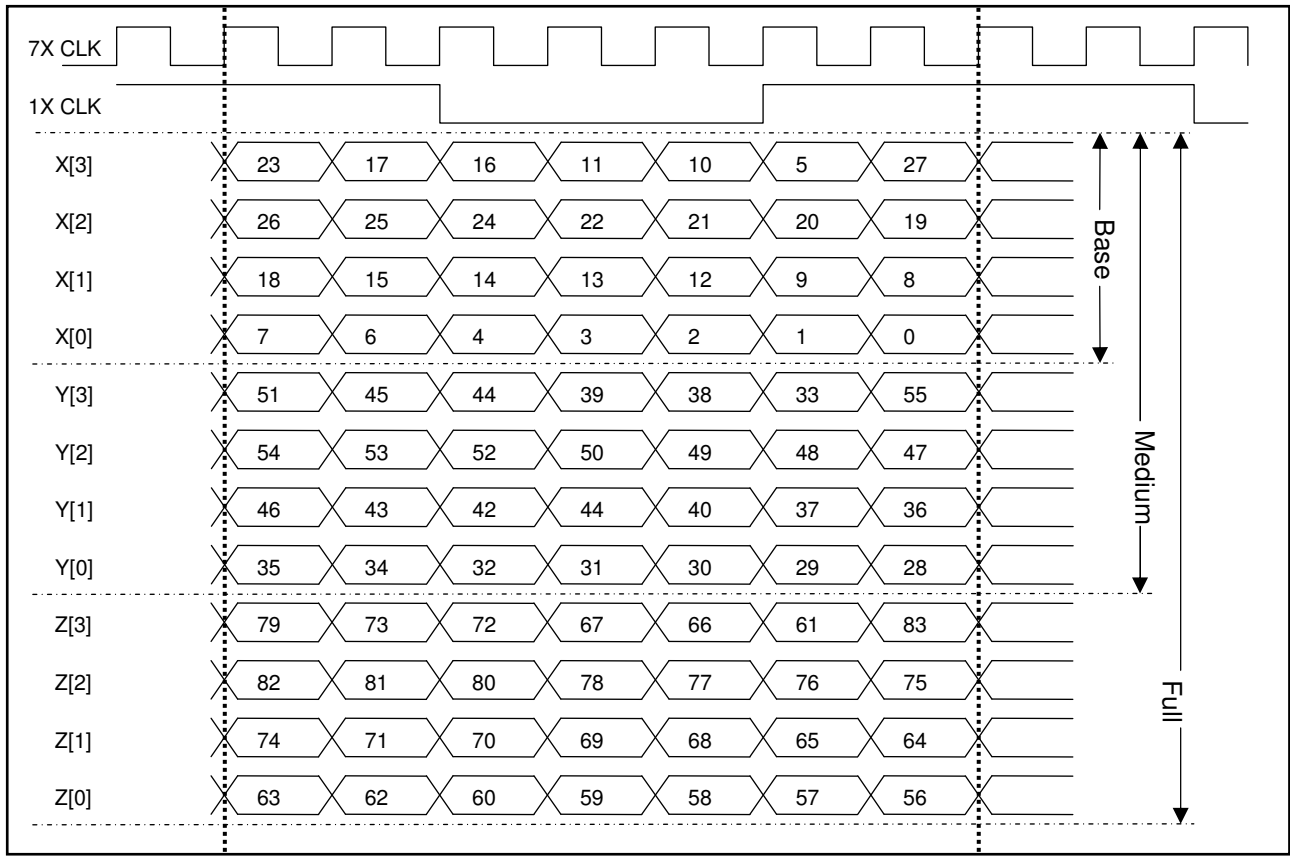 7X CLK
1X CLK
X[3] 23 17 16 11 10 5 27
X[2] 26 25 24 22 21 20 19
X[1] 18 15 14 13 12 9 8
X[0] 7 6 4 3 2 1 0
Base
Y[3] 51 45 44 39 38 33 55
Y[2] 54 53 52 50 49 48 47
Y[1] 46 43 42 44 40 37 36
Y[0] 35 34 32 31 30 29 28
Medium
Z[3] 79 73 72 67 66 61 83
Z[2] 82 81 80 78 77 76 75
Z[1] 74 71 70 69 68 65 64
Z[0] 63 62 60 59 58 57 56
Full